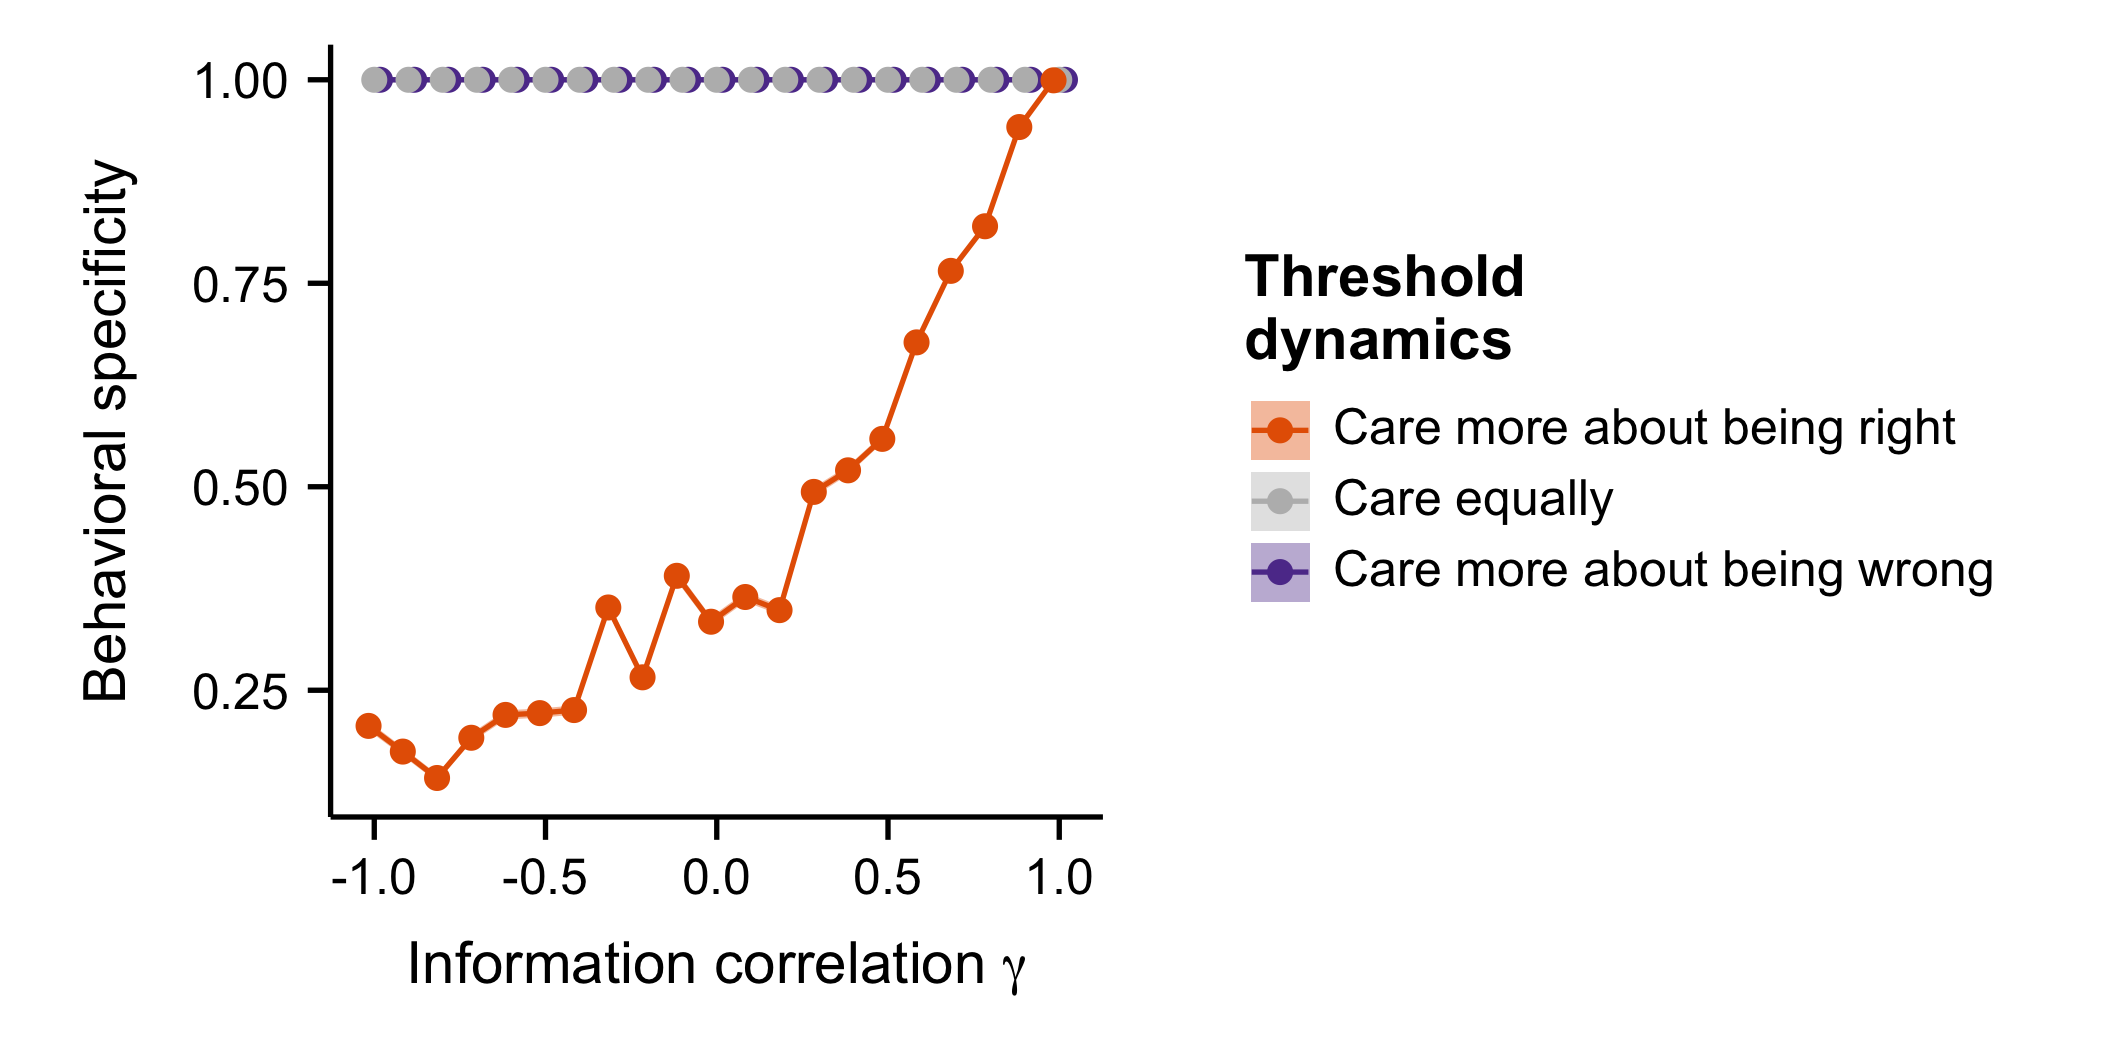 1.00
0.75
0.50
0.25
Behavioral specificity
-1.0 -0.5 0.0 0.5 1.0
Information correlation γ
Threshold
dynamics
Care more about being right
Care equally
Care more about being wrong